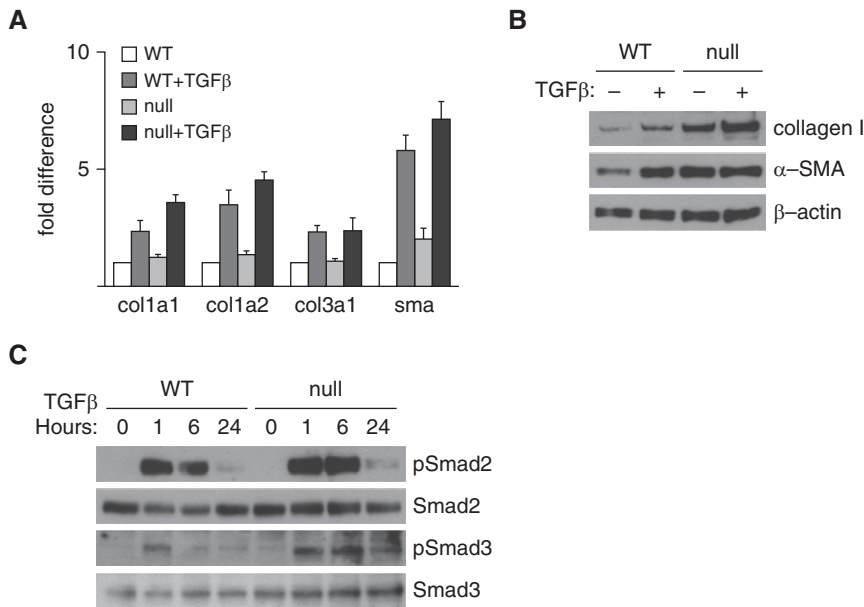 A
10
5
fold difference
WT
WT+TGFβ
null
null+TGFβ
col1a1 col1a2 col3a1 sma
B
WT null
TGFβ: – + – +
collagen I
α–SMA
β–actin
C
WT null
TGFβ
Hours: 0 1 6 24 0 1 6 24
pSmad2
Smad2
pSmad3
Smad3